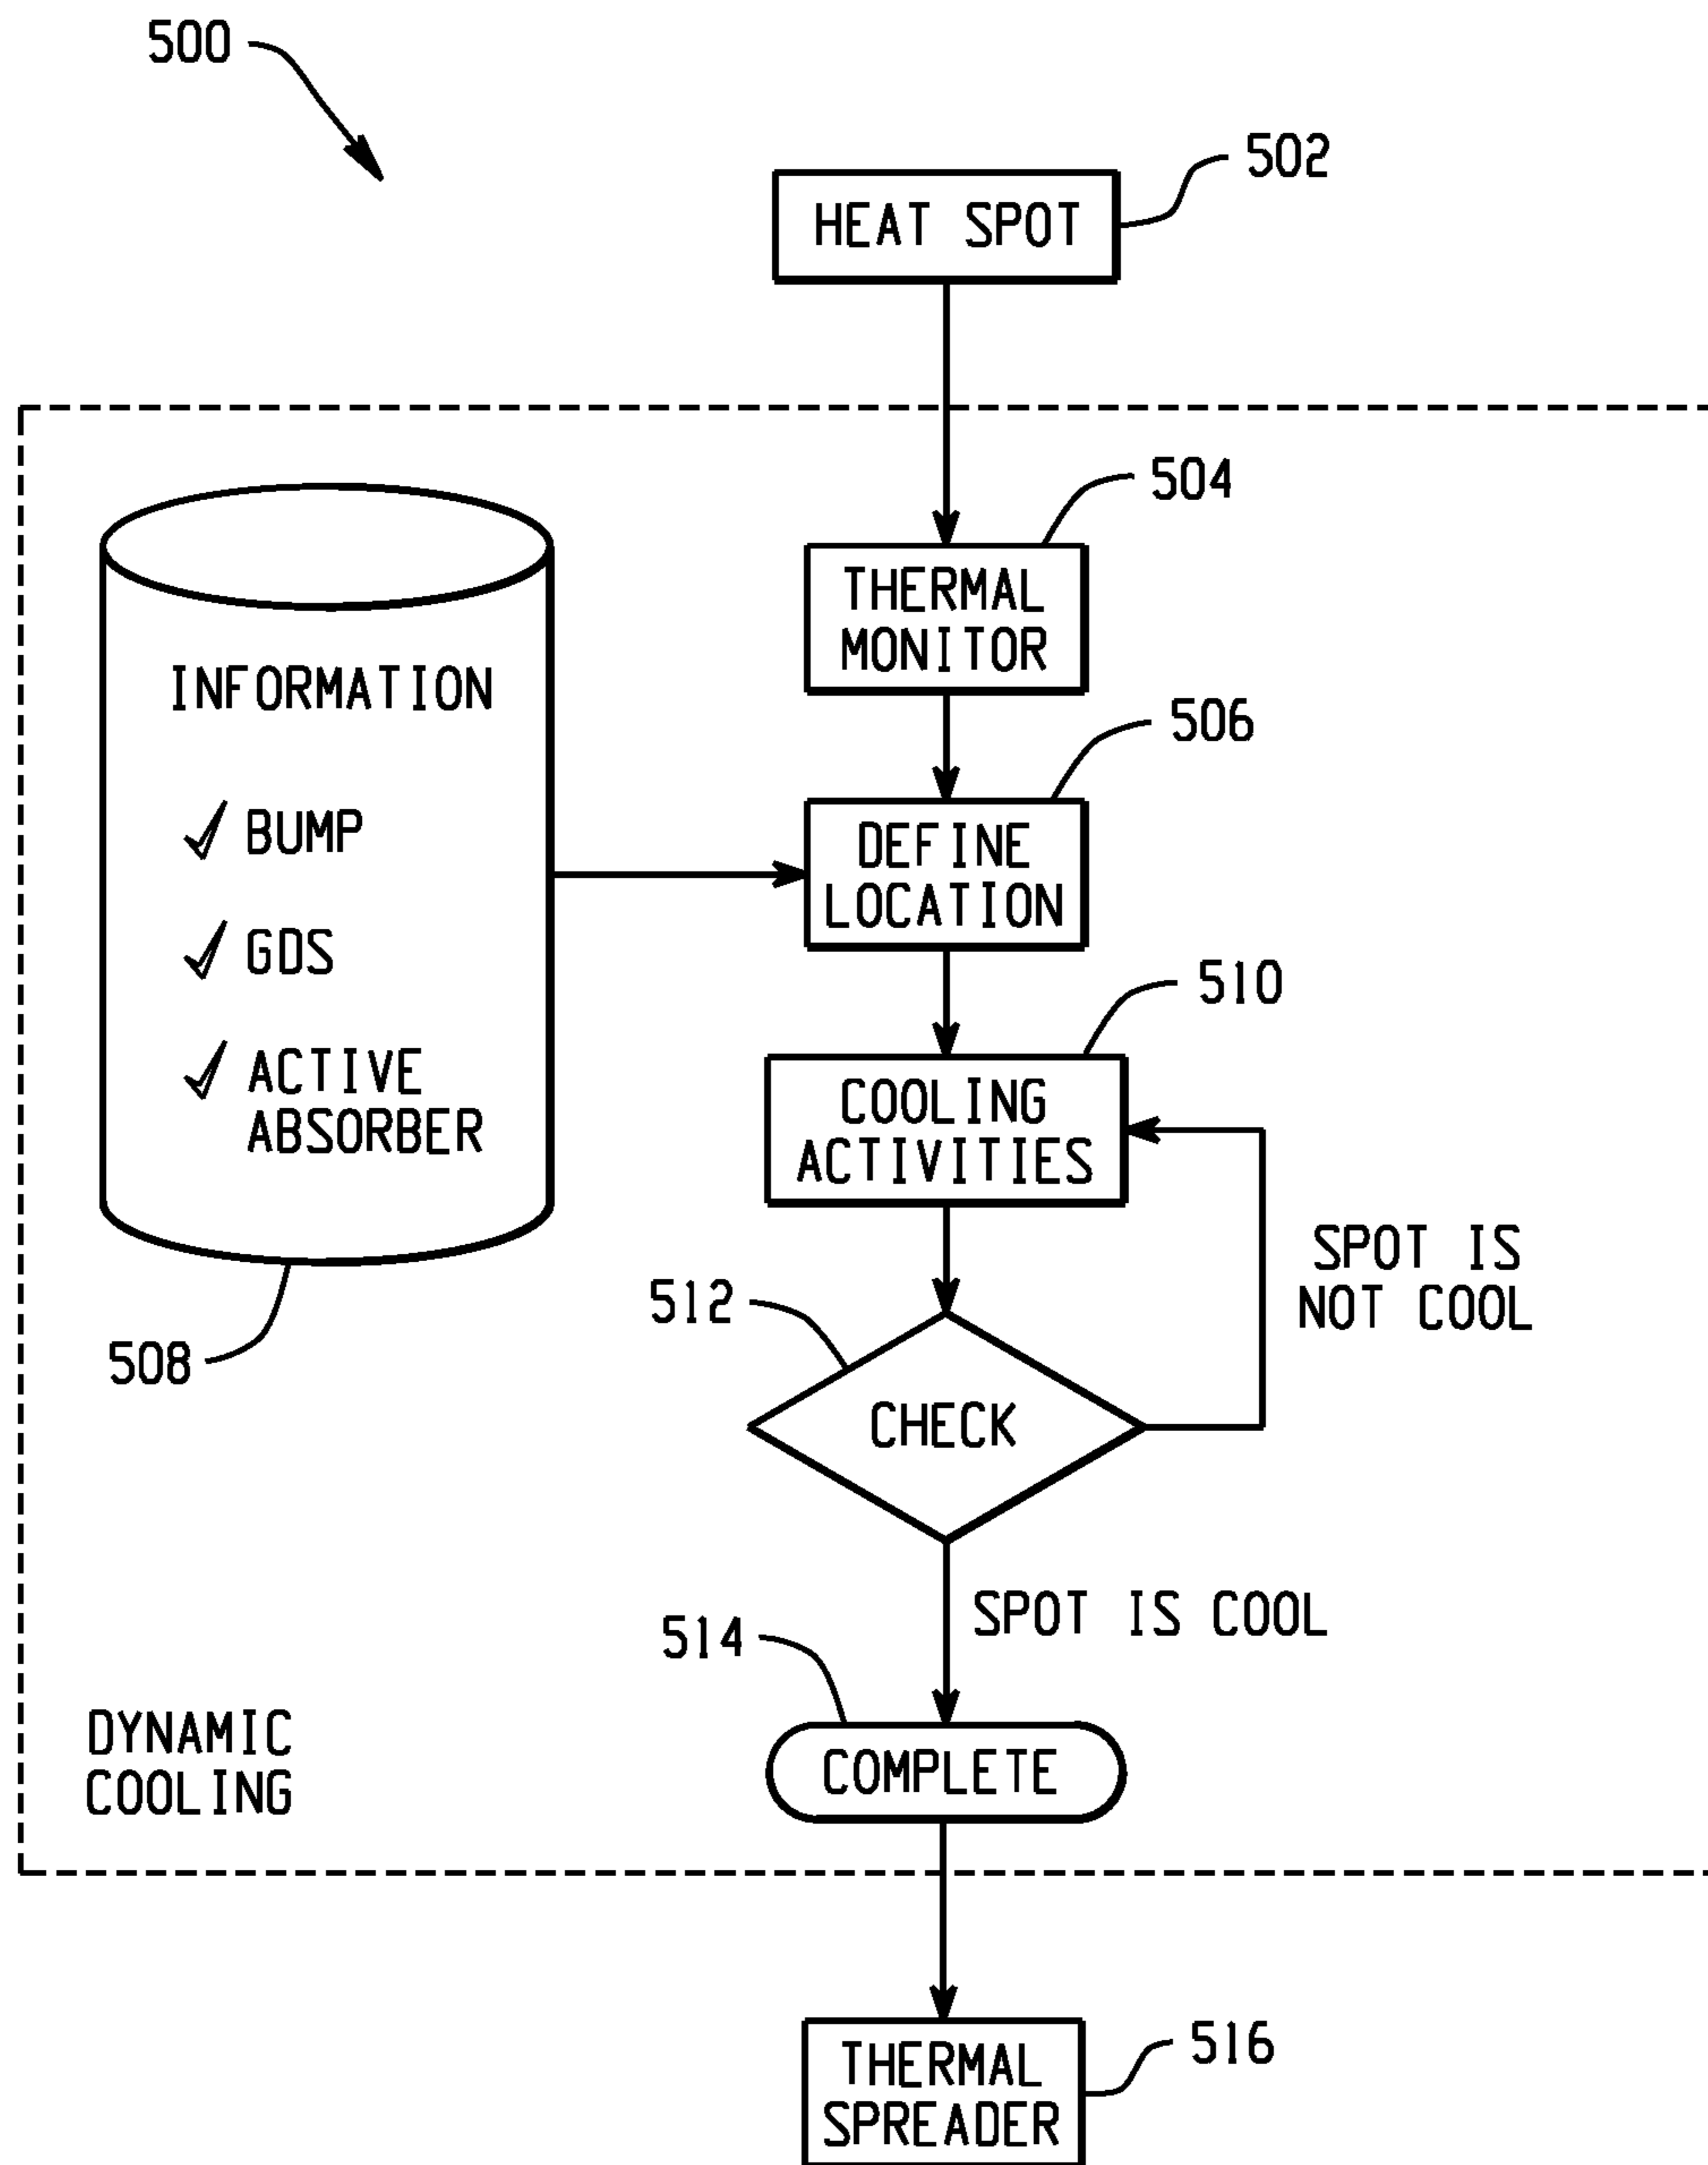 500
502
HEAT SPOT
504
THERMAL
MONITOR
INFORMATION
506
BUMP
DEFINE
LOCATION
GDS
510
ACTIVE
ABSORBER
COOLING
ACTIVITIES
SPOT IS
NOT COOL
512
508
CHECK
SPOT IS COOL
514
DYNAMIC
COOLING
COMPLETE
516
THERMAL
SPREADER